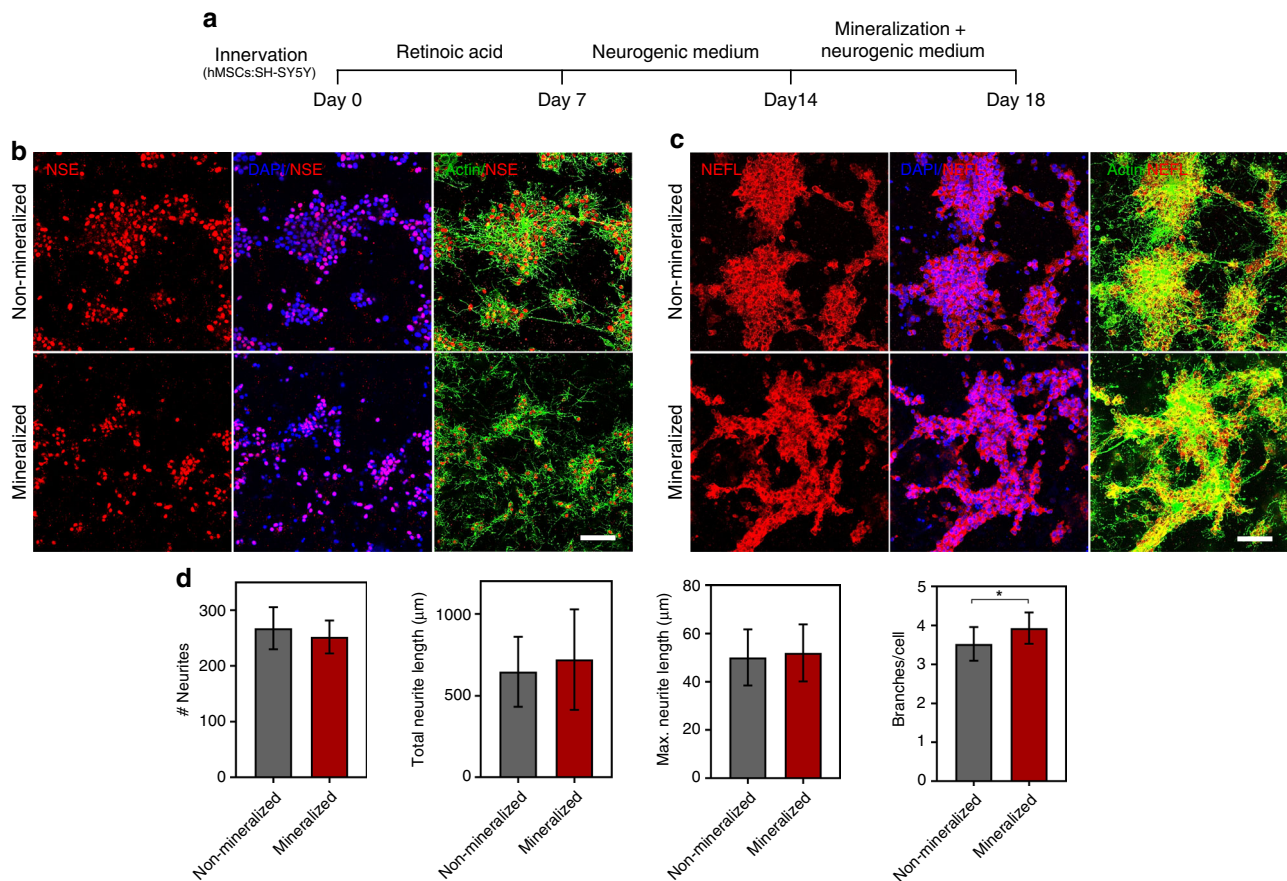 a
Innervation
(hMSCs:SH-SY5Y)
Retinoic acid
Neurogenic medium
Mineralization +
neurogenic medium
Day 0
Day 7
Day14
Day 18
b
Non-mineralized
Mineralized
NSE
DAPI/NSE
Actin/NSE
c
Non-mineralized
Mineralized
NEFL
DAPI/NEFL
Actin/NEFL
d
# Neurites
300
200
100
0
Non-mineralized
Mineralized
Total neurite length (µm)
1000
500
0
Non-mineralized
Mineralized
Max. neurite length (µm)
80
60
40
20
0
Non-mineralized
Mineralized
Branches/cell
5
4
3
2
1
0
*
Non-mineralized
Mineralized